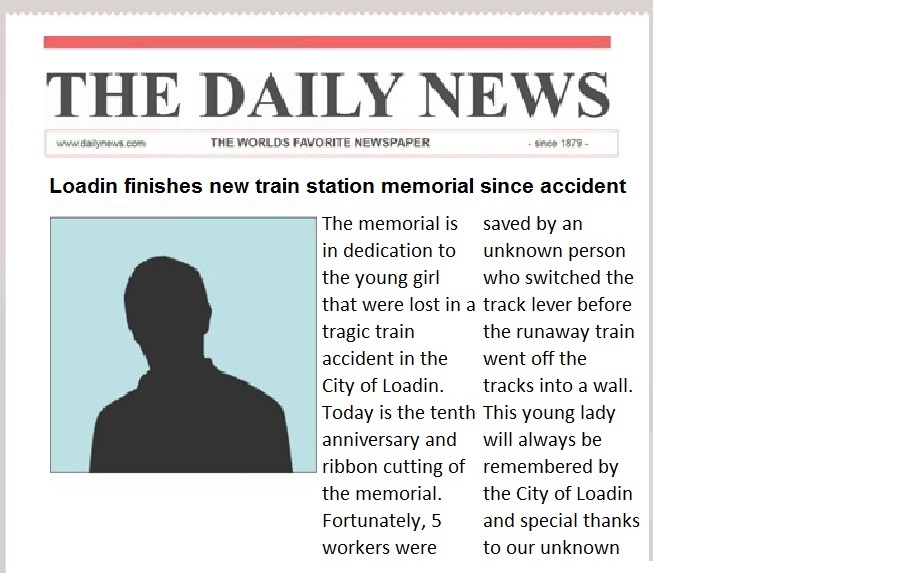 THE DAILY NEWS
www.dailynews.com THE WORLDS FAVORITE NEWSPAPER - since 1879 -
Loadin finishes new train station memorial since accident
The memorial is
in dedication to
the young girl
that were lost in a
tragic train
accident in the
City of Loadin.
Today is the tenth
anniversary and
ribbon cutting of
the memorial.
Fortunately, 5
workers were
saved by an
unknown person
who switched the
track lever before
the runaway train
went off the
tracks into a wall.
This young lady
will always be
remembered by
the City of Loadin
and special thanks
to our unknown